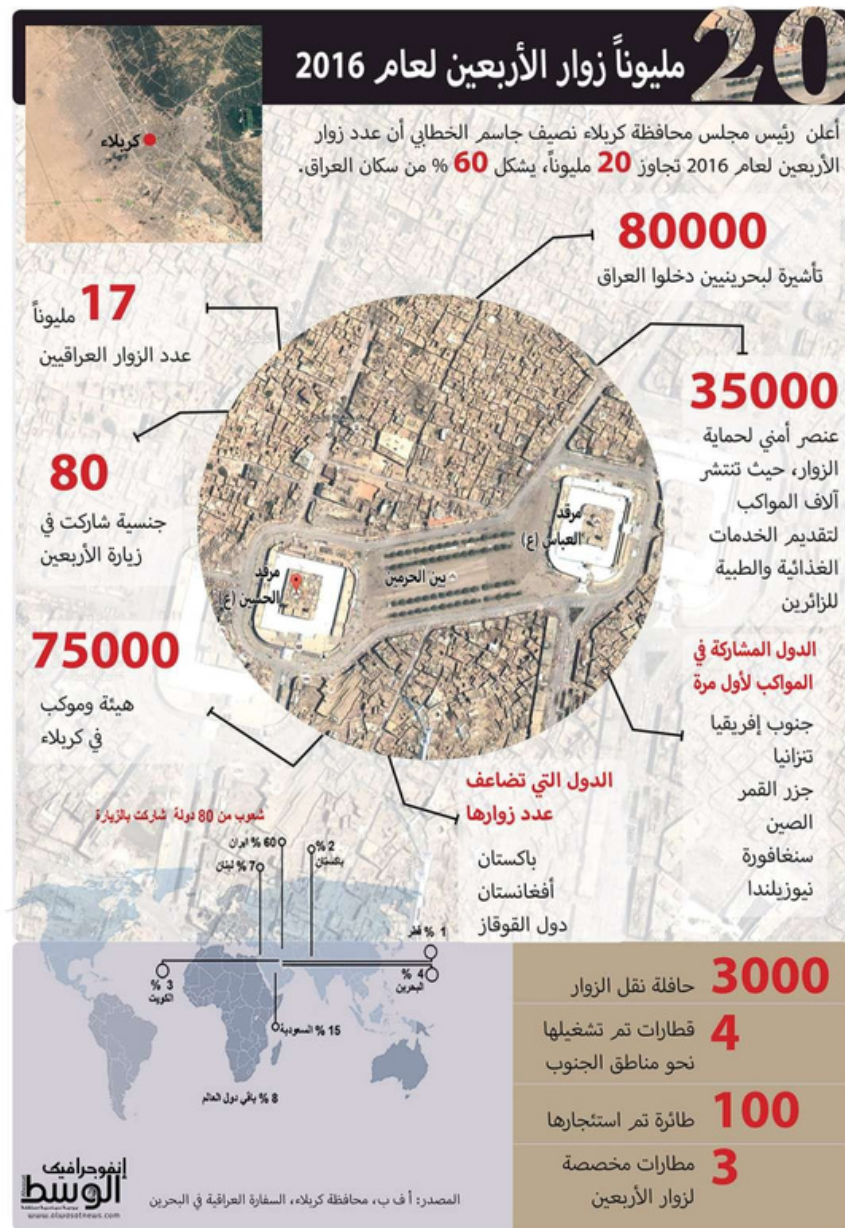 20 مليوناً زوار الأربعين لعام 2016
كربلاء
أعلن رئيس مجلس محافظة كربلاء نصيف جاسم الخطابي أن عدد زوار
الأربعين لعام 2016 تجاوز 20 مليوناً، يشكل 60 % من سكان العراق.
80000
تأشيرة لبحرينيين دخلوا العراق
17 مليوناً
عدد الزوار العراقيين
35000
عنصر أمني لحماية
الزوار، حيث تنتشر
آلاف المواكب
لتقديم الخدمات
الغذائية والطبية
للزائرين
80
جنسية شاركت في
زيارة الأربعين
مرقد
العباس (ع)
بين الحرمين
مرقد
الحسين (ع)
75000
هيئة وموكب
في كربلاء
الدول المشاركة في
المواكب لأول مرة
جنوب إفريقيا
تنزانيا
جزر القمر
الصين
سنغافورة
نيوزيلندا
الدول التي تضاعف
عدد زوارها
باكستان
أفغانستان
دول القوقاز
شعوب من 80 دولة شاركت بالزيارة
60 % ايران
2 %
باكستان
7 % لبنان
1 % قطر
4 %
البحرين
3 %
الكويت
15 % السعودية
8 % باقي دول العالم
3000 حافلة نقل الزوار
4 قطارات تم تشغيلها
نحو مناطق الجنوب
100 طائرة تم استئجارها
3 مطارات مخصصة
لزوار الأربعين
المصدر: أ ف ب، محافظة كربلاء، السفارة العراقية في البحرين
إنفوجرافيك
الوسط
www.alwasatnews.com